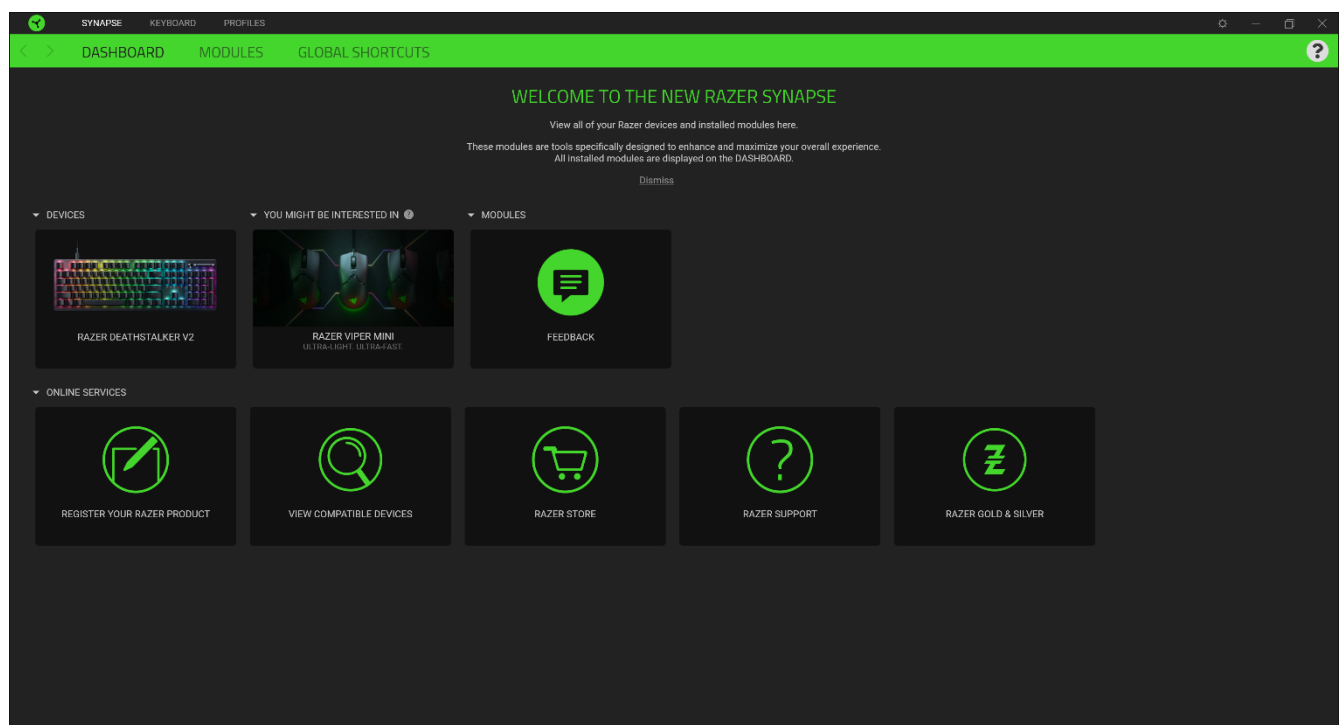 SYNAPSE KEYBOARD PROFILES
DASHBOARD MODULES GLOBAL SHORTCUTS
?
WELCOME TO THE NEW RAZER SYNAPSE
View all of your Razer devices and installed modules here.
These modules are tools specifically designed to enhance and maximize your overall experience.
All installed modules are displayed on the DASHBOARD.
Dismiss
DEVICES
YOU MIGHT BE INTERESTED IN ?
MODULES
RAZER DEATHSTALKER V2
RAZER VIPER MINI
ULTRA-LIGHT. ULTRA-FAST.
FEEDBACK
ONLINE SERVICES
REGISTER YOUR RAZER PRODUCT
VIEW COMPATIBLE DEVICES
RAZER STORE
RAZER SUPPORT
RAZER GOLD & SILVER